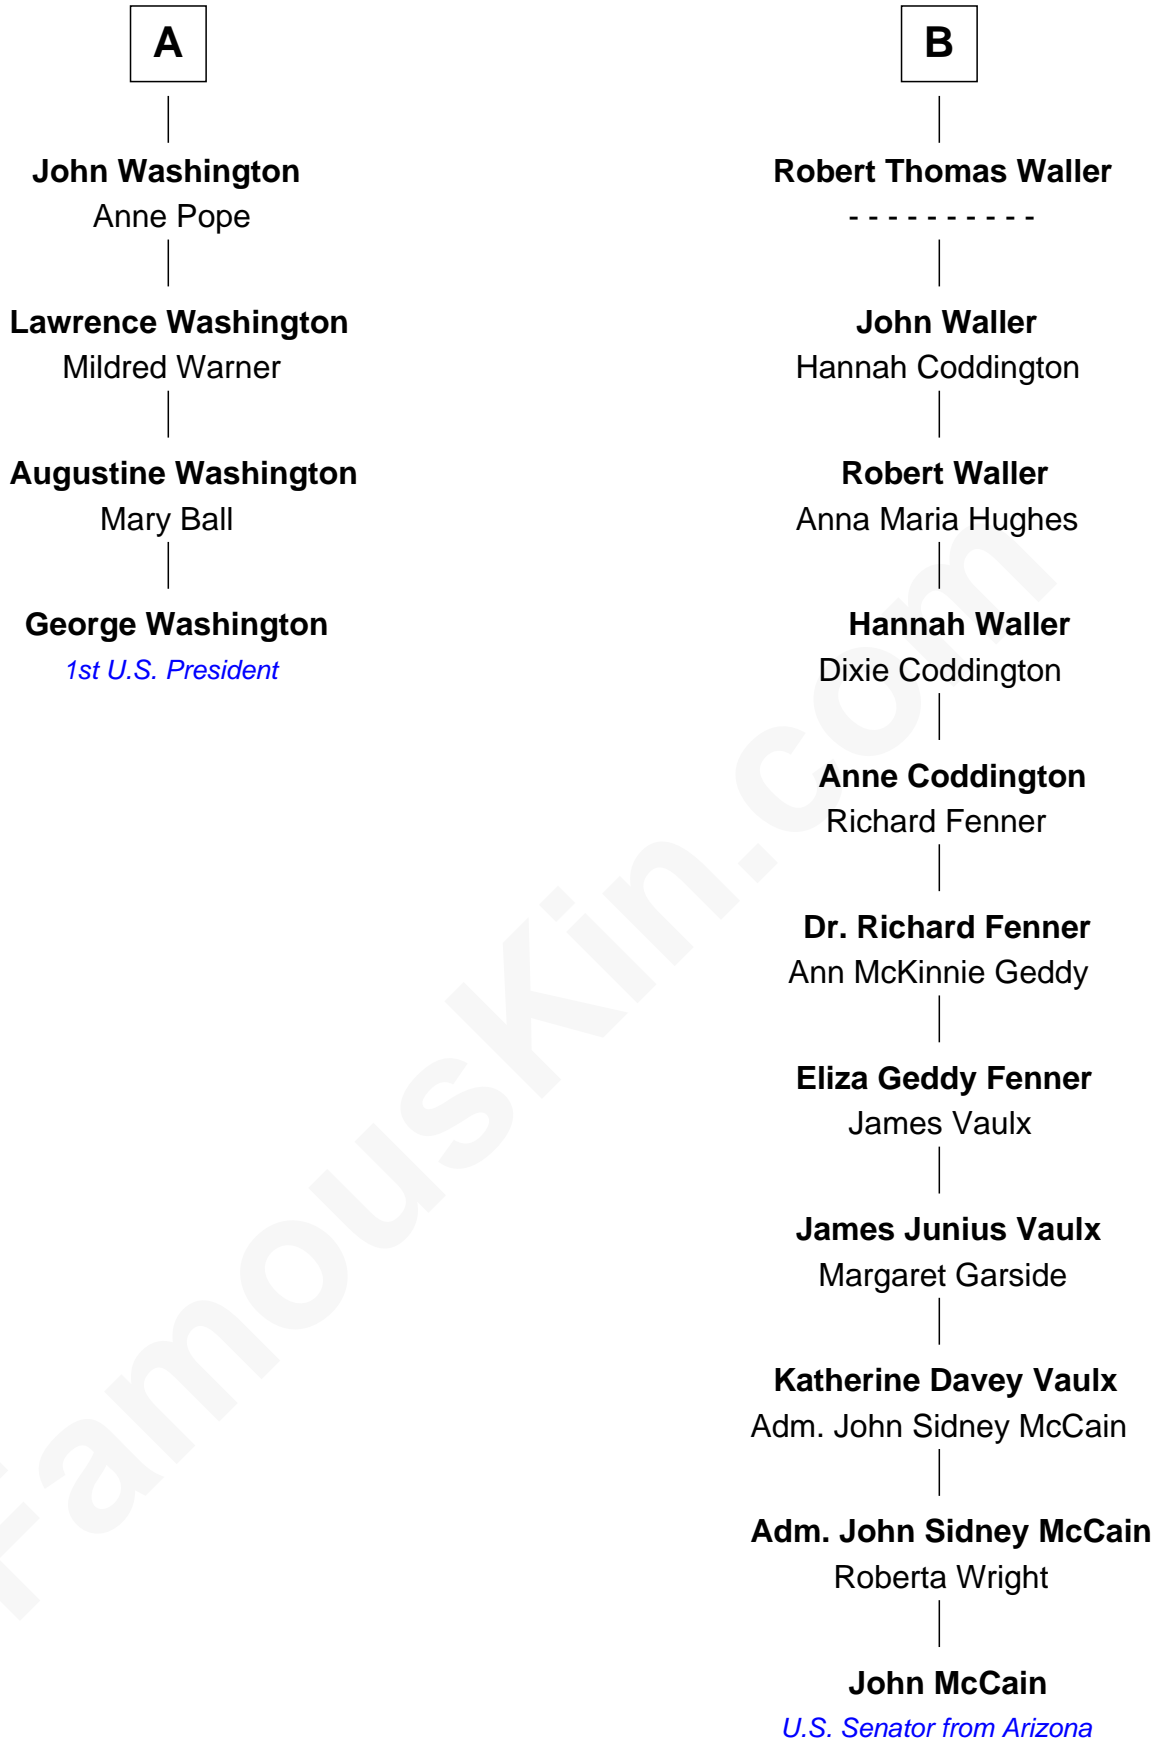 A
John Washington
Anne Pope
Lawrence Washington
Mildred Warner
Augustine Washington
Mary Ball
George Washington
1st U.S. President
B
Robert Thomas Waller
- - - - - - - - - -
John Waller
Hannah Coddington
Robert Waller
Anna Maria Hughes
Hannah Waller
Dixie Coddington
Anne Coddington
Richard Fenner
Dr. Richard Fenner
Ann McKinnie Geddy
Eliza Geddy Fenner
James Vaulx
James Junius Vaulx
Margaret Garside
Katherine Davey Vaulx
Adm. John Sidney McCain
Adm. John Sidney McCain
Roberta Wright
John McCain
U.S. Senator from Arizona
FamousKin.com